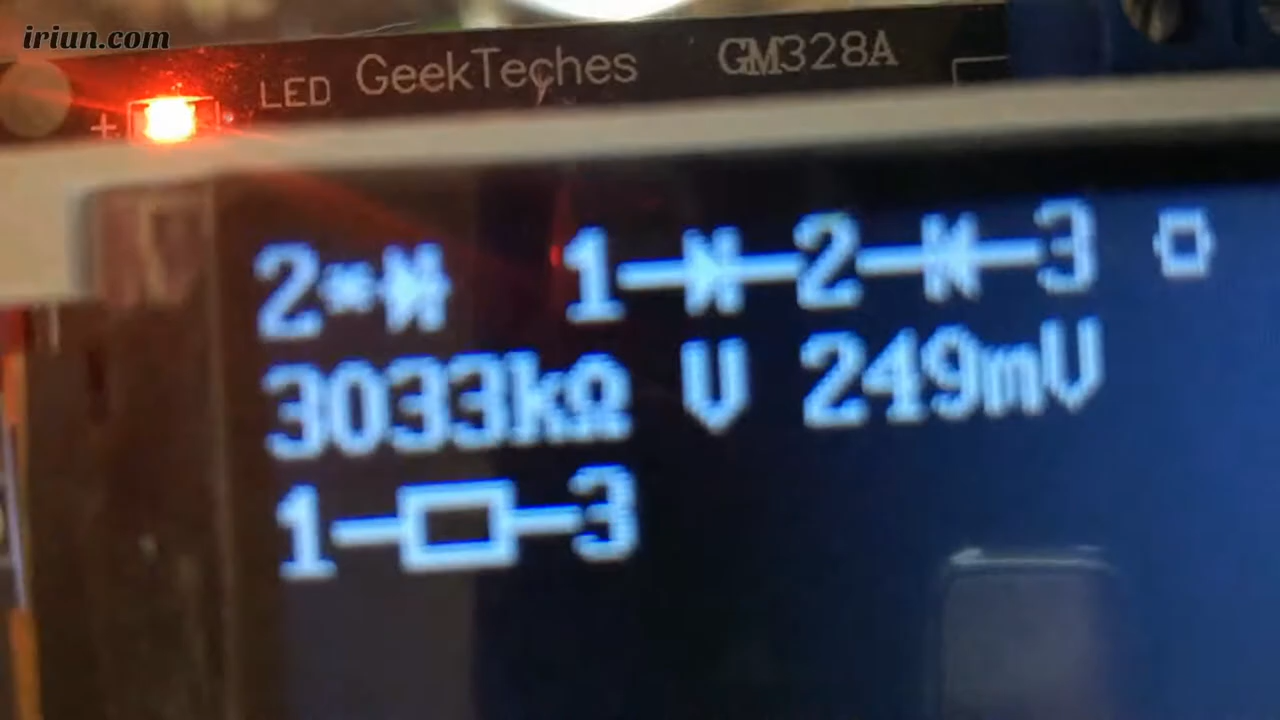 iriun.com
+ LED GeekTeches GM328A
2* 1 2 3
3033kΩ V 249mV
1 3